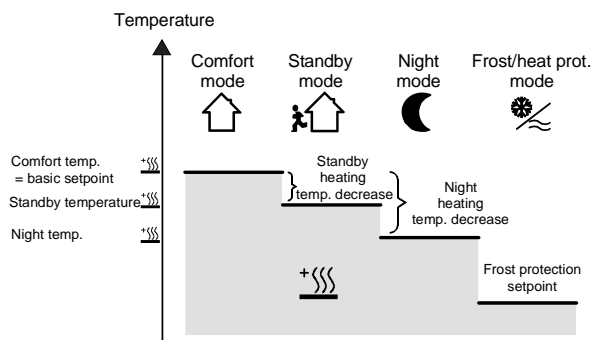 Temperature
Comfort mode
Standby mode
Night mode
Frost/heat prot. mode
Comfort temp.
= basic setpoint
Standby temperature
Night temp.
Standby
heating
temp. decrease
Night
heating
temp. decrease
Frost protection
setpoint